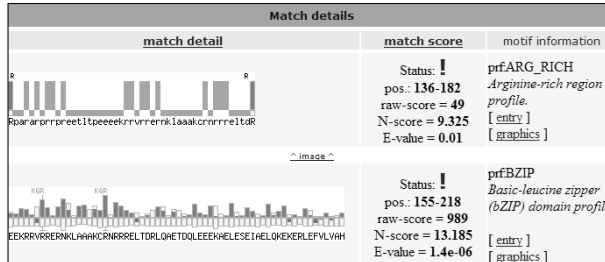 Match details
match detail match score motif information
R R
RpararprrpreetltpeeeekrrvrrernklaaakcrnrrreltdR
Status: !
pos.: 136-182
raw-score = 49
N-score = 9.325
E-value = 0.01
prf:ARG_RICH
Arginine-rich region
profile.
[ entry ]
[ graphics ]
^ image ^
KQR KQR
EEKRRVRRERNKLAAAKCRNRRRELTDRLQAETDQLEEEKAELESEIAELQKEKERLEFVLVAH
Status: !
pos.: 155-218
raw-score = 989
N-score = 13.185
E-value = 1.4e-06
prf:BZIP
Basic-leucine zipper
(bZIP) domain profil
[ entry ]
[ graphics ]